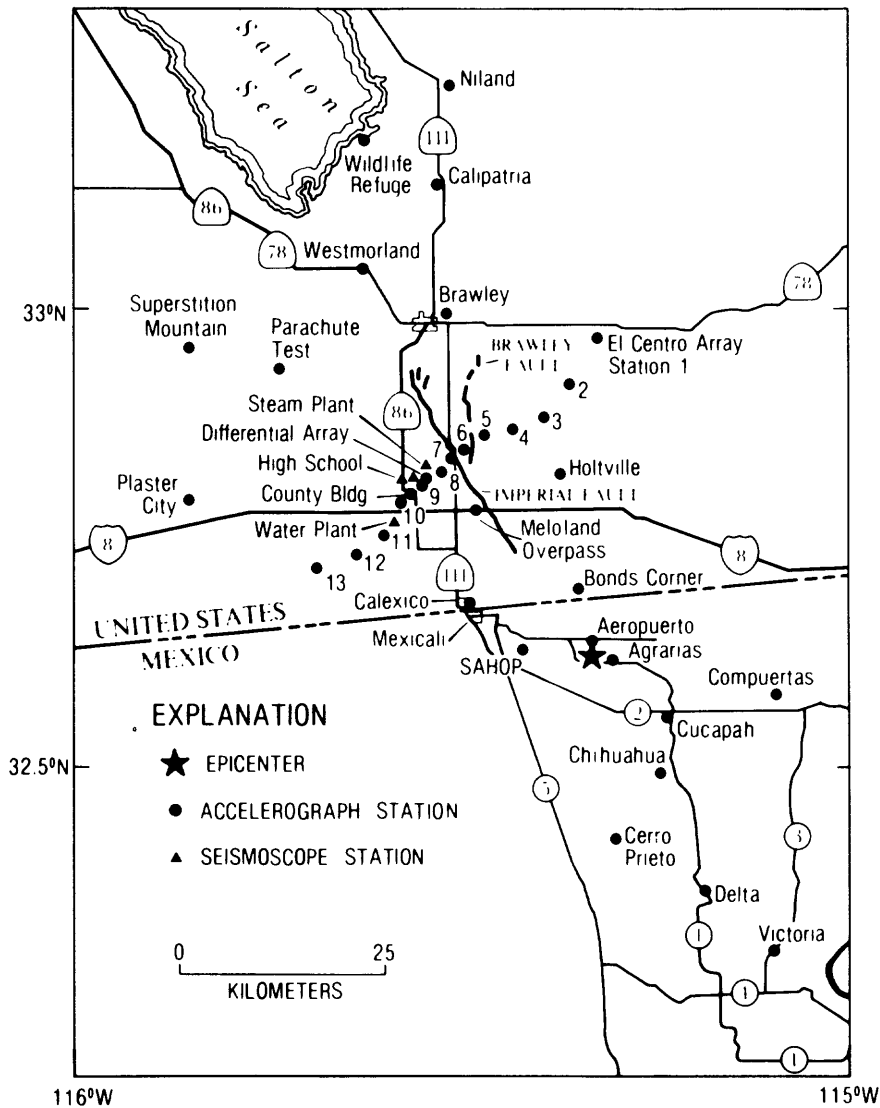 Salton
Sea
Niland
111
Wildlife
Refuge
Calipatria
86
78
Westmorland
78
33°N
Brawley
Superstition
Mountain
Parachute
Test
BRAWLEY
FAULT
El Centro Array
Station 1
2
3
4
5
6
7
8
9
10
11
12
13
Steam Plant
86
Differential Array
High School
County Bldg
Holtville
Plaster
City
IMPERIAL FAULT
Water Plant
Meloland
Overpass
8
8
111
Bonds Corner
Calexico
UNITED STATES
MEXICO
Mexicali
Aeropuerto
SAHOP
Agrarias
Compuertas
2
Cucapah
EXPLANATION
EPICENTER
ACCELEROGRAPH STATION
SEISMOSCOPE STATION
32.5°N
Chihuahua
5
3
Cerro
Prieto
Delta
1
Victoria
4
1
0
25
KILOMETERS
116°W
115°W